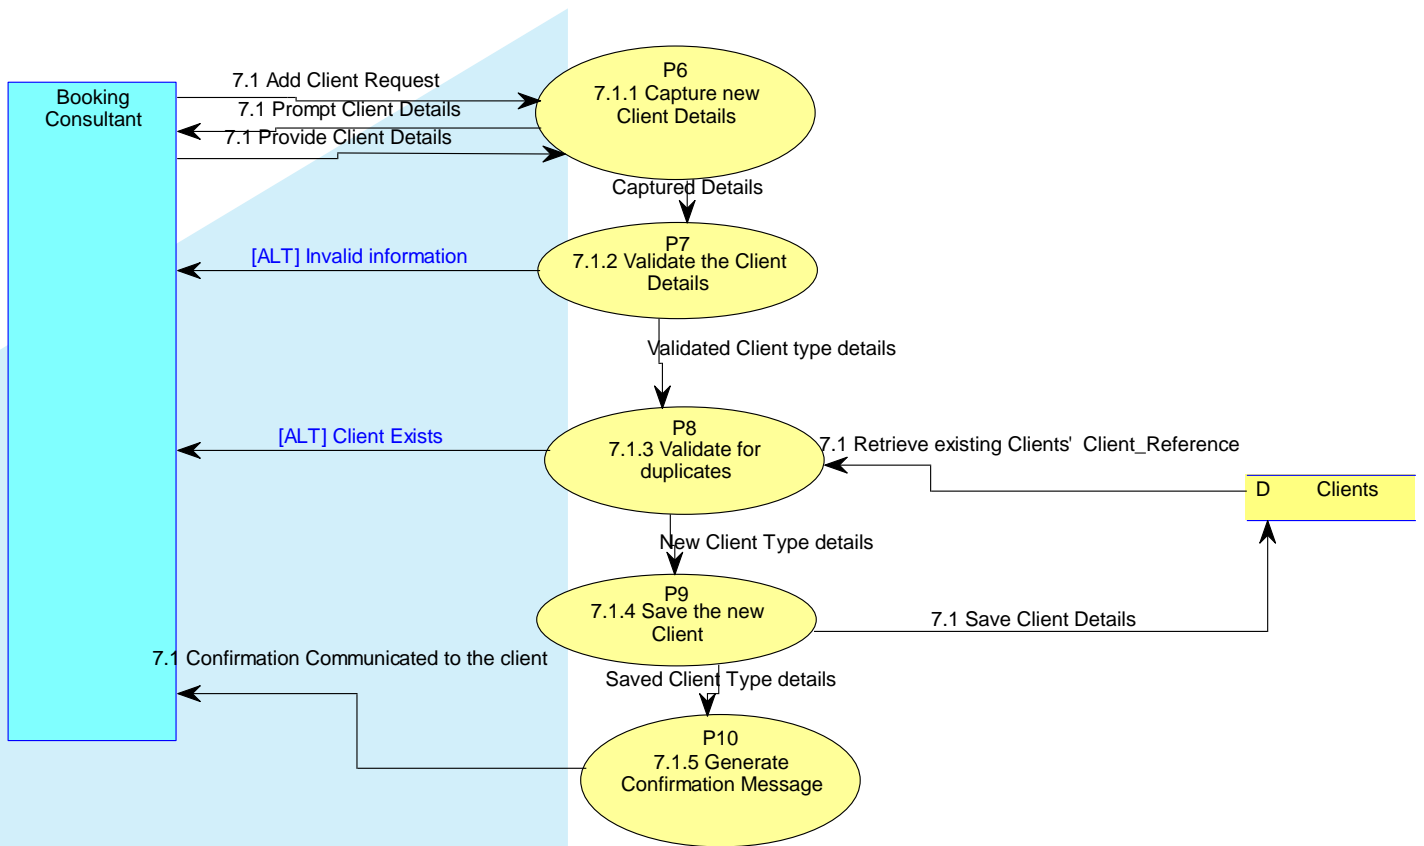 Booking
Consultant
7.1 Add Client Request
7.1 Prompt Client Details
7.1 Provide Client Details
P6
7.1.1 Capture new
Client Details
Captured Details
P7
7.1.2 Validate the Client
Details
[ALT] Invalid information
Validated Client type details
P8
7.1.3 Validate for
duplicates
[ALT] Client Exists
7.1 Retrieve existing Clients'  Client_Reference
D Clients
New Client Type details
P9
7.1.4 Save the new
Client
7.1 Save Client Details
7.1 Confirmation Communicated to the client
Saved Client Type details
P10
7.1.5 Generate
Confirmation Message